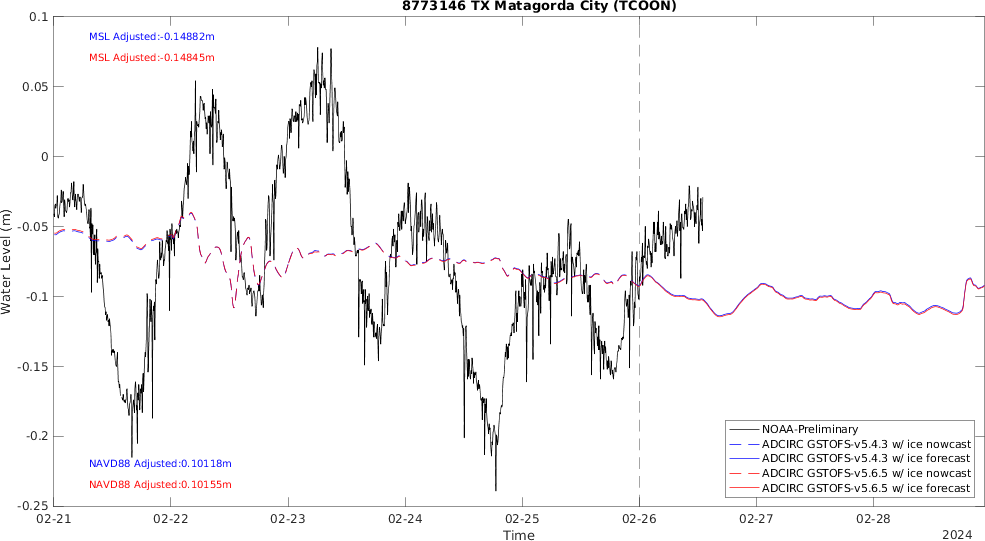 8773146 TX Matagorda City (TCOON)
0.1
MSL Adjusted:-0.14882m
MSL Adjusted:-0.14845m
0.05
0
-0.05
Water Level (m)
-0.1
-0.15
-0.2
NAVD88 Adjusted:0.10118m
NAVD88 Adjusted:0.10155m
-0.25
NOAA-Preliminary
ADCIRC GSTOFS-v5.4.3 w/ ice nowcast
ADCIRC GSTOFS-v5.4.3 w/ ice forecast
ADCIRC GSTOFS-v5.6.5 w/ ice nowcast
ADCIRC GSTOFS-v5.6.5 w/ ice forecast
02-21 02-22 02-23 02-24 02-25 02-26 02-27 02-28
Time
2024